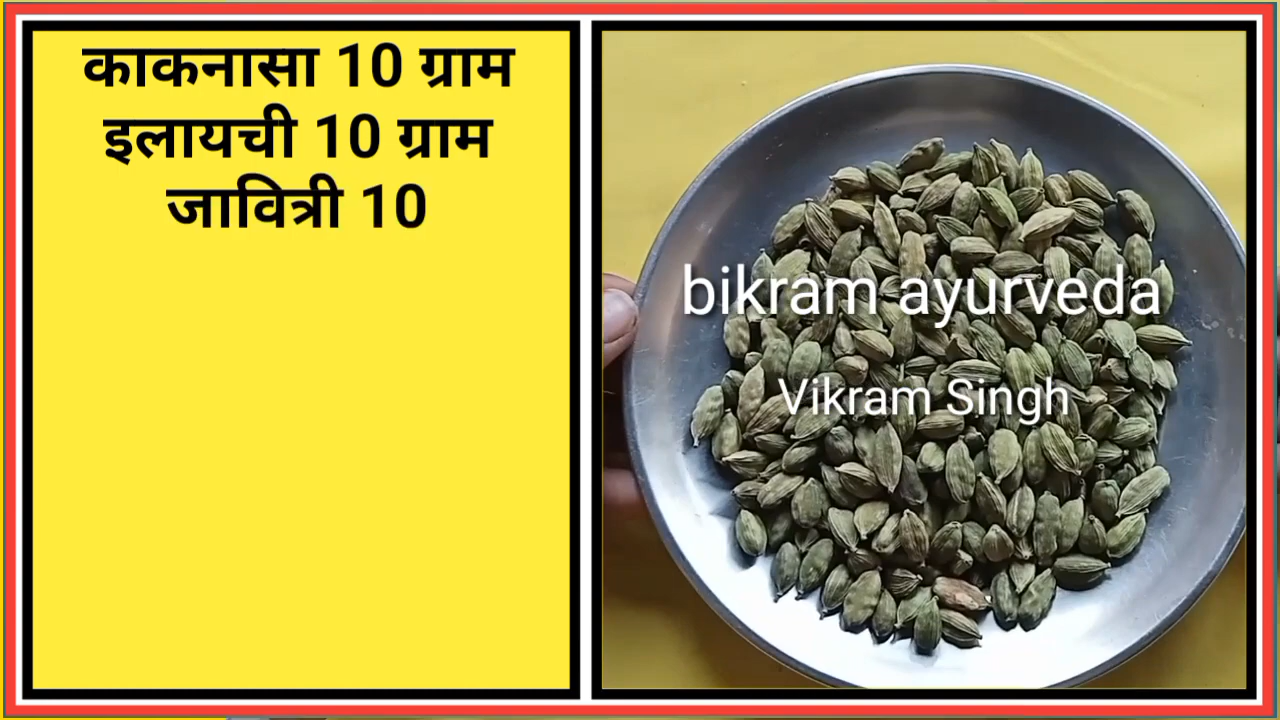 काकनासा 10 ग्राम
इलायची 10 ग्राम
जावित्री 10
bikram ayurveda
Vikram Singh